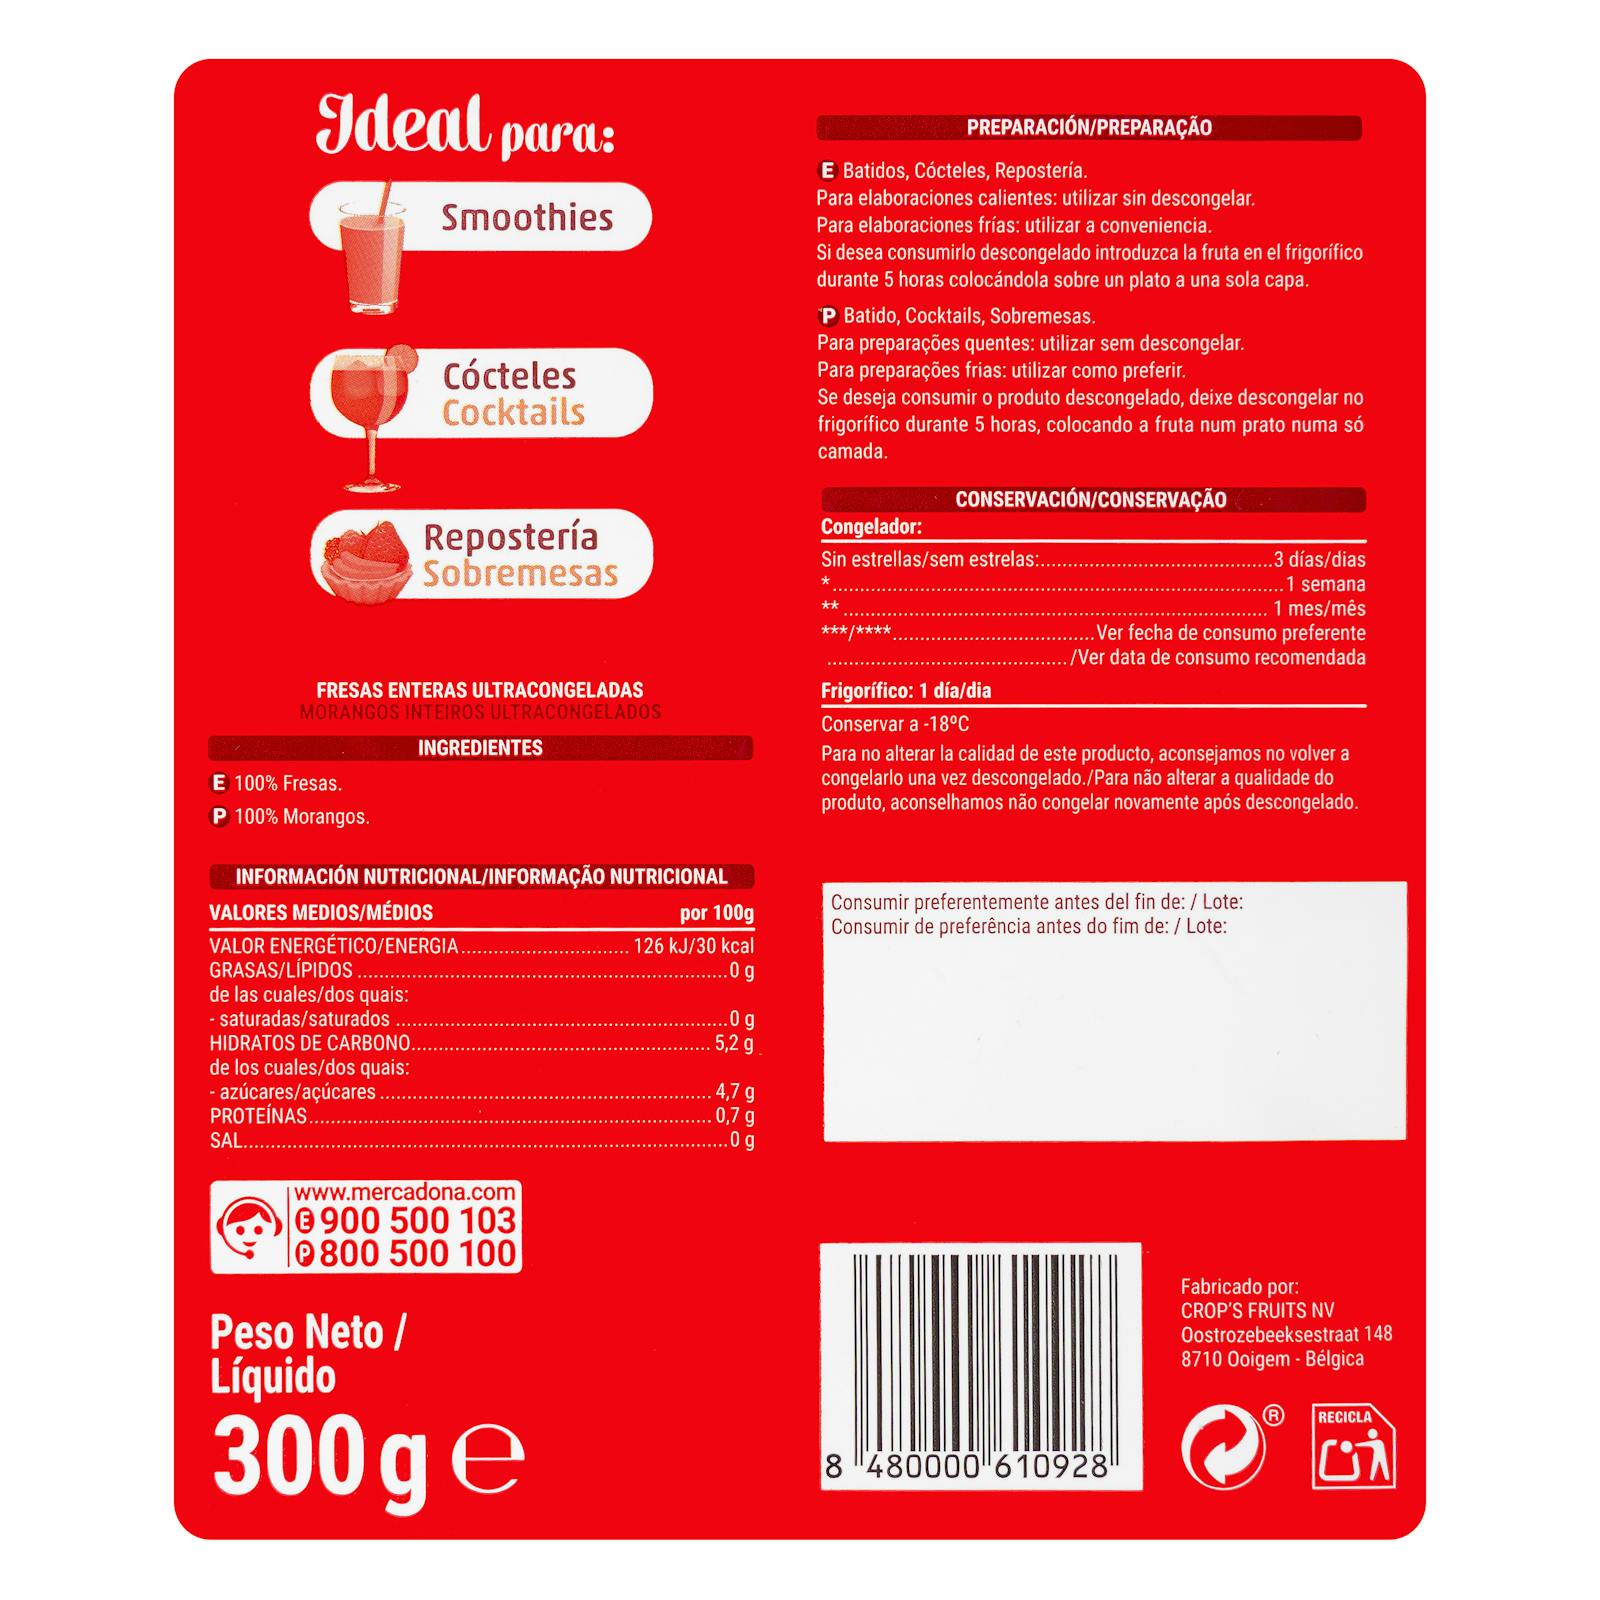 Ideal para:
Smoothies
Cócteles
Cocktails
Repostería
Sobremesas
FRESAS ENTERAS ULTRACONGELADAS
MORANGOS INTEIROS ULTRACONGELADOS
INGREDIENTES
E 100% Fresas.
P 100% Morangos.
INFORMACIÓN NUTRICIONAL/INFORMAÇÃO NUTRICIONAL
VALORES MEDIOS/MÉDIOS por 100g
VALOR ENERGÉTICO/ENERGIA 126 kJ/30 kcal
GRASAS/LÍPIDOS 0 g
de las cuales/dos quais:
- saturadas/saturados 0 g
HIDRATOS DE CARBONO 5,2 g
de los cuales/dos quais:
- azúcares/açúcares 4,7 g
PROTEÍNAS 0,7 g
SAL 0 g
www.mercadona.com
E 900 500 103
P 800 500 100
Peso Neto /
Líquido
300 g ℮
PREPARACIÓN/PREPARAÇÃO
E Batidos, Cócteles, Repostería.
Para elaboraciones calientes: utilizar sin descongelar.
Para elaboraciones frías: utilizar a conveniencia.
Si desea consumirlo descongelado introduzca la fruta en el frigorífico
durante 5 horas colocándola sobre un plato a una sola capa.
P Batido, Cocktails, Sobremesas.
Para preparações quentes: utilizar sem descongelar.
Para preparações frias: utilizar como preferir.
Se deseja consumir o produto descongelado, deixe descongelar no
frigorífico durante 5 horas, colocando a fruta num prato numa só
camada.
CONSERVACIÓN/CONSERVAÇÃO
Congelador:
Sin estrellas/sem estrelas: 3 días/dias
* 1 semana
** 1 mes/mês
***/**** Ver fecha de consumo preferente
/Ver data de consumo recomendada
Frigorífico: 1 día/dia
Conservar a -18ºC
Para no alterar la calidad de este producto, aconsejamos no volver a
congelarlo una vez descongelado./Para não alterar a qualidade do
produto, aconselhamos não congelar novamente após descongelado.
Consumir preferentemente antes del fin de: / Lote:
Consumir de preferência antes do fim de: / Lote:
8 480000 610928
Fabricado por:
CROP'S FRUITS NV
Oostrozebeeksestraat 148
8710 Ooigem - Bélgica
®
RECICLA